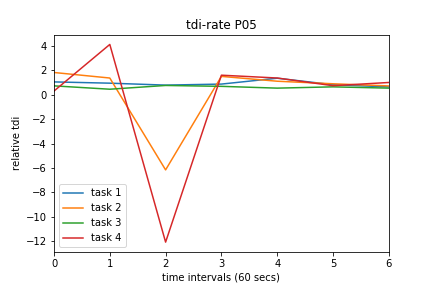 tdi-rate P05
4
2
0
−2
−4
−6
−8
−10
−12
relative tdi
task 1
task 2
task 3
task 4
0 1 2 3 4 5 6
time intervals (60 secs)